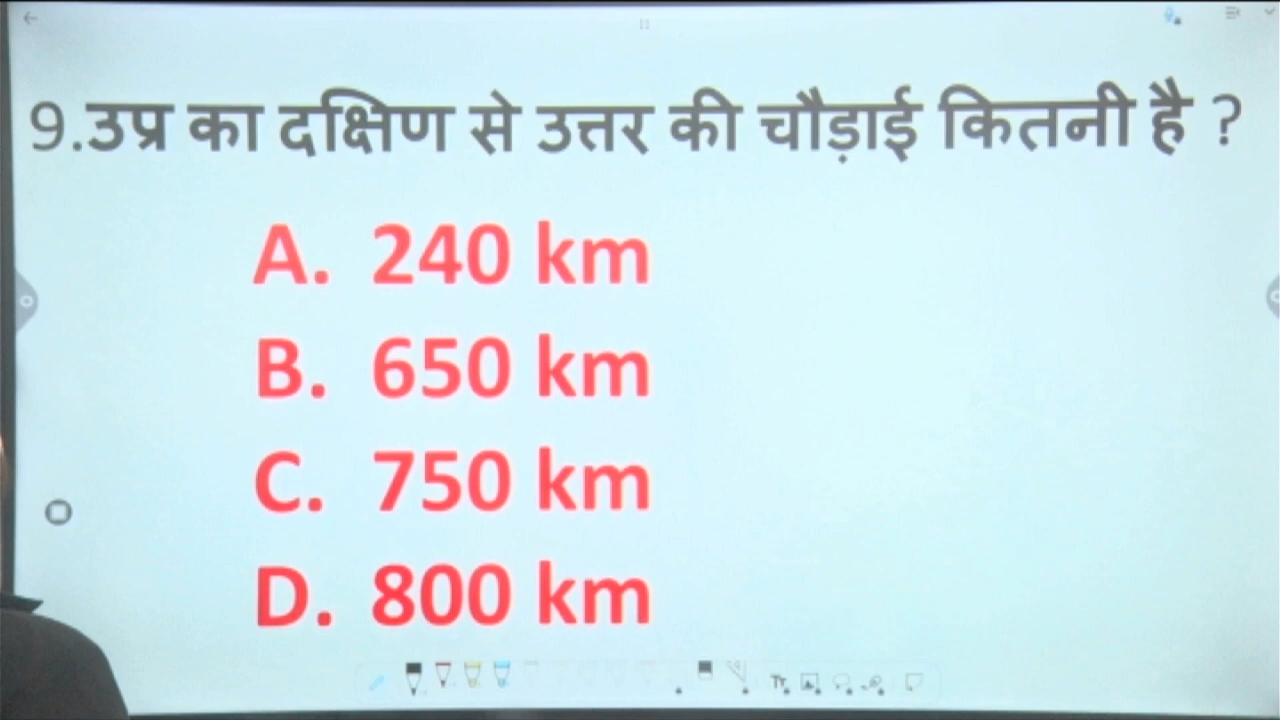 9.उप्र का दक्षिण से उत्तर की चौड़ाई कितनी है ?
A. 240 km
B. 650 km
C. 750 km
D. 800 km